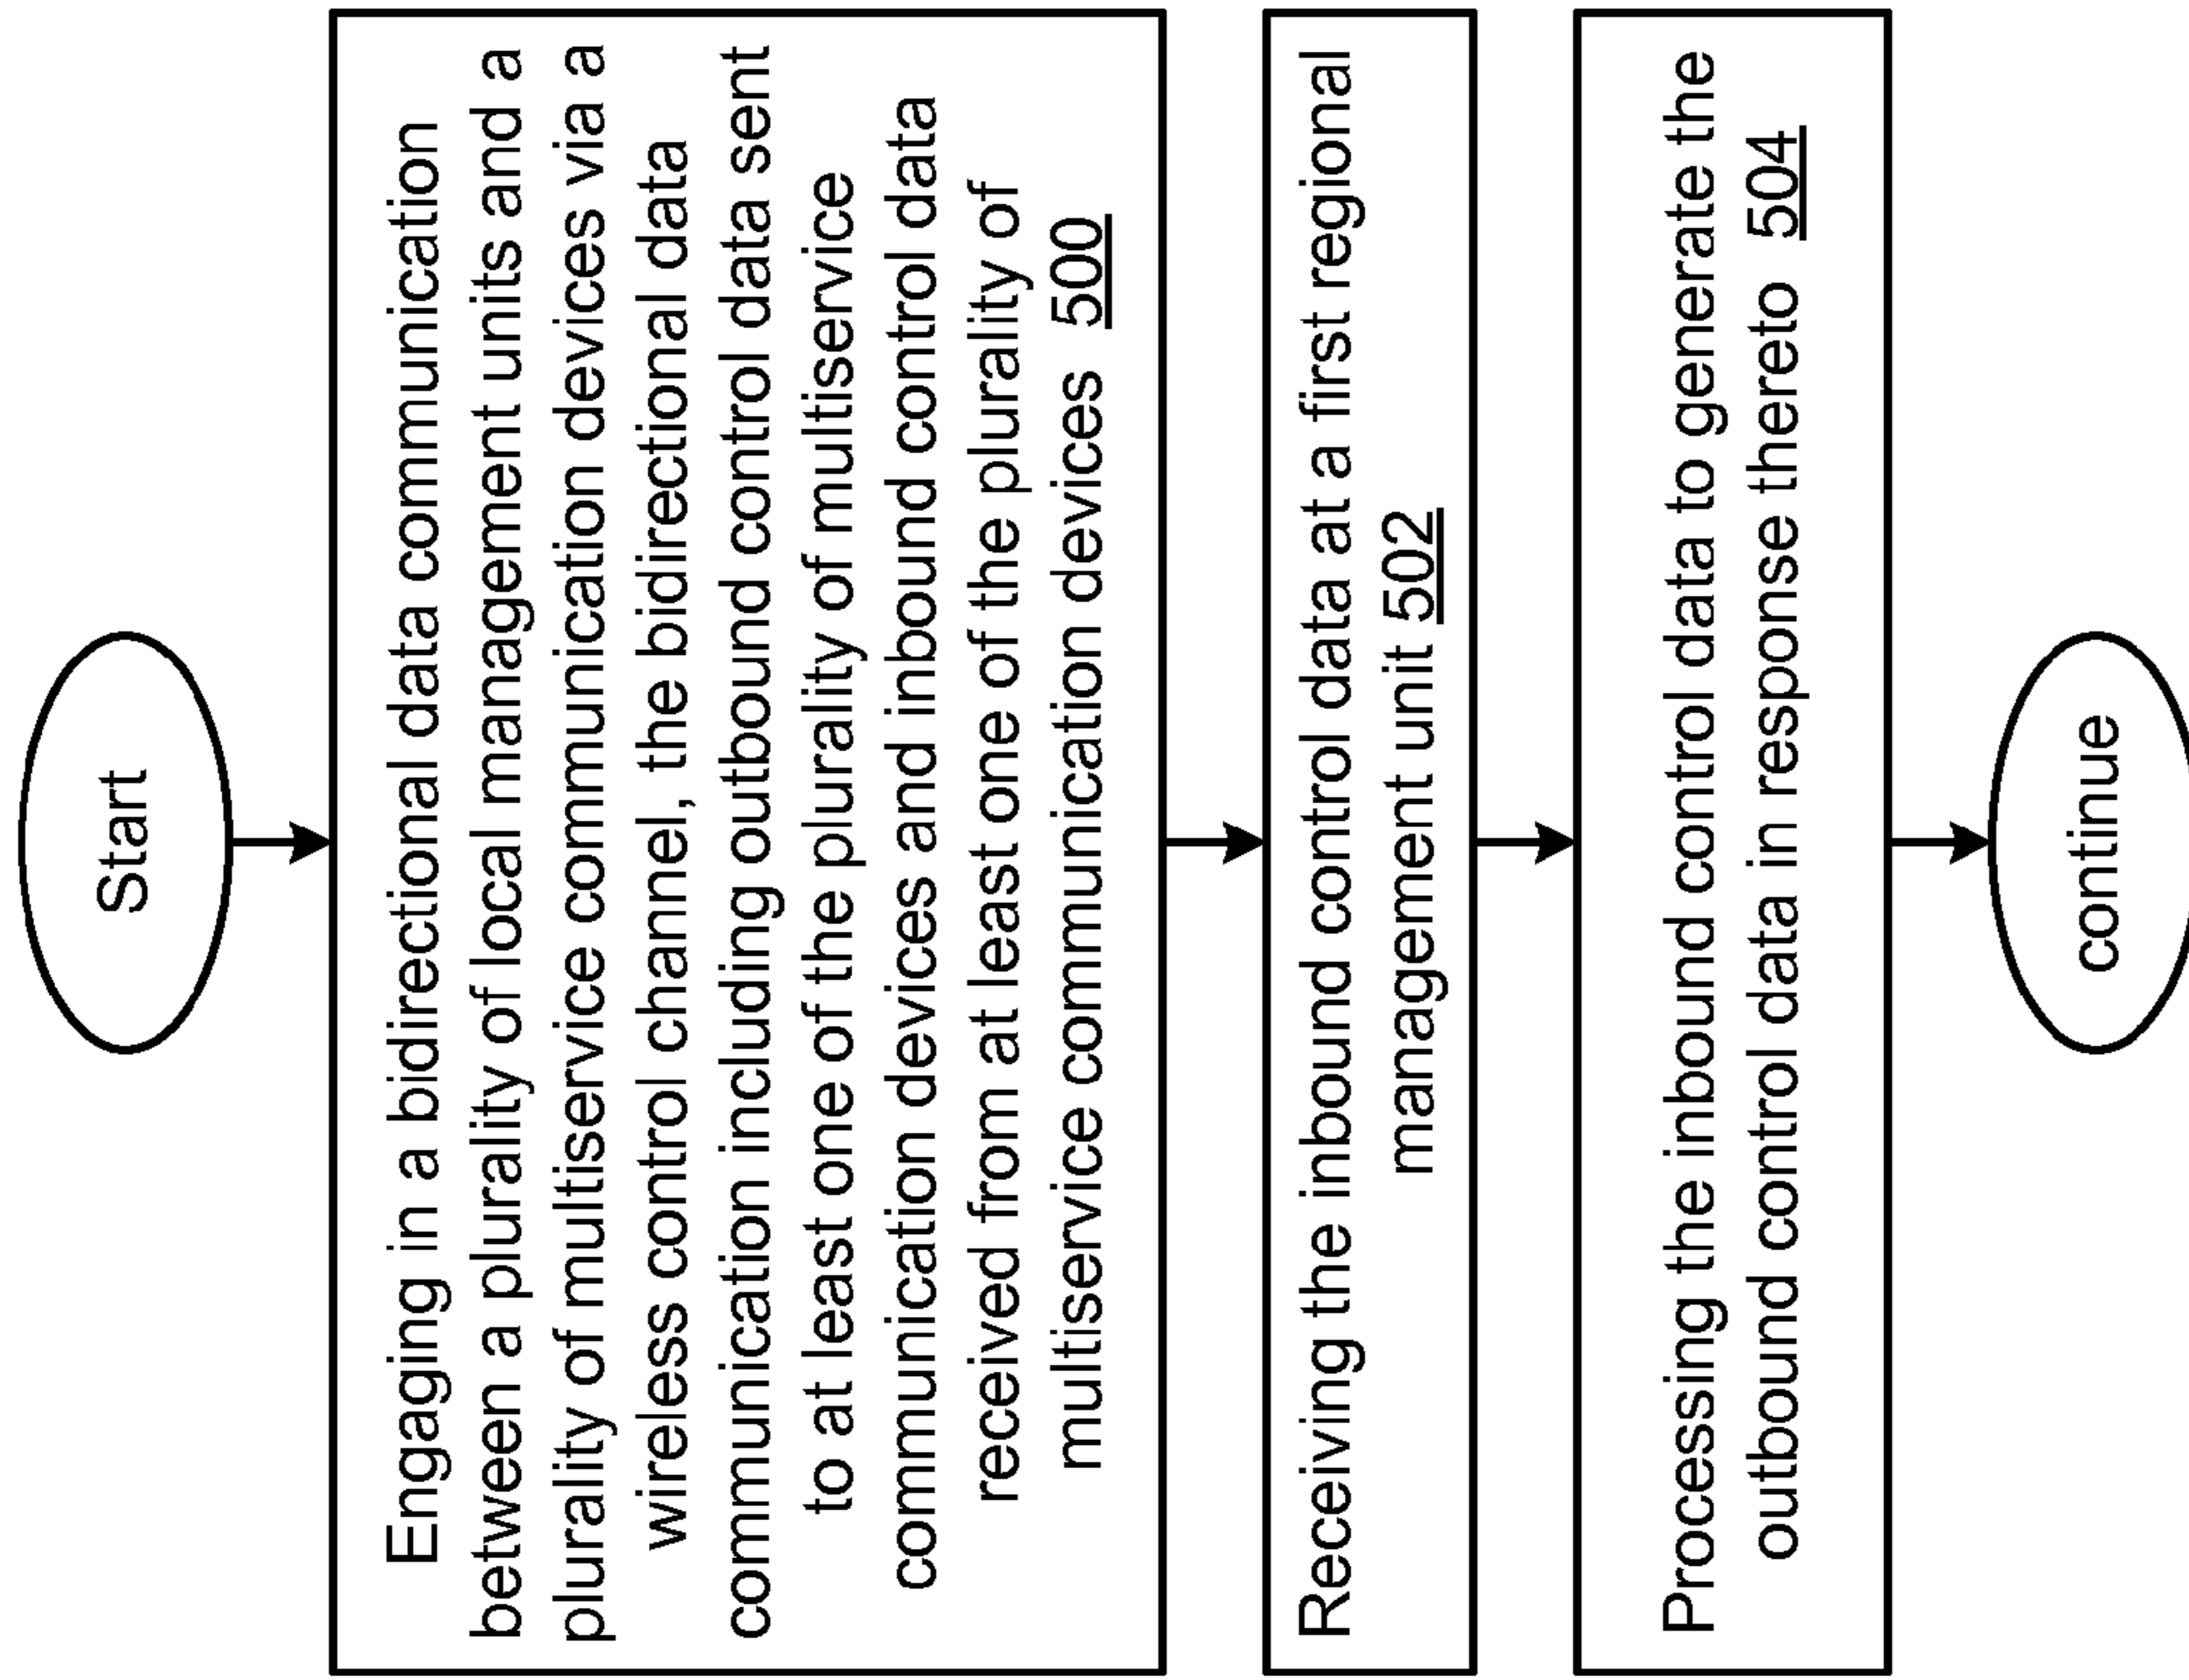 Start
Engaging in a bidirectional data communication
between a plurality of local management units and a
plurality of multiservice communication devices via a
wireless control channel, the bidirectional data
communication including outbound control data sent
to at least one of the plurality of multiservice
communication devices and inbound control data
received from at least one of the plurality of
multiservice communication devices 500
Receiving the inbound control data at a first regional
management unit 502
Processing the inbound control data to generate the
outbound control data in response thereto 504
continue